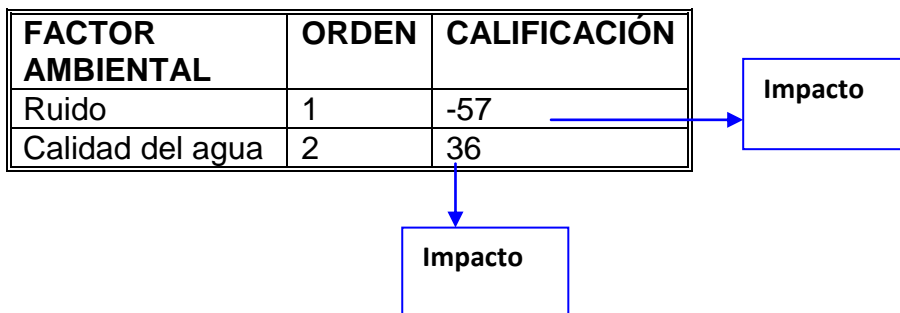 FACTOR AMBIENTAL ORDEN CALIFICACIÓN
Ruido 1 -57
Calidad del agua 2 36
Impacto
Impacto